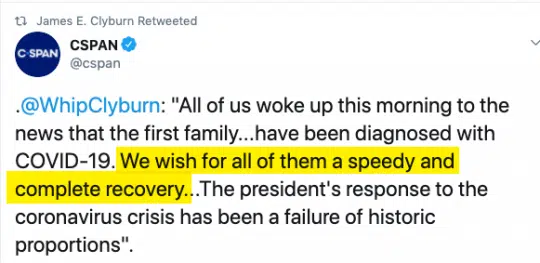 James E. Clyburn Retweeted
C·SPAN
CSPAN
@cspan
.@WhipClyburn: "All of us woke up this morning to the
news that the first family...have been diagnosed with
COVID-19. We wish for all of them a speedy and
complete recovery...The president's response to the
coronavirus crisis has been a failure of historic
proportions".